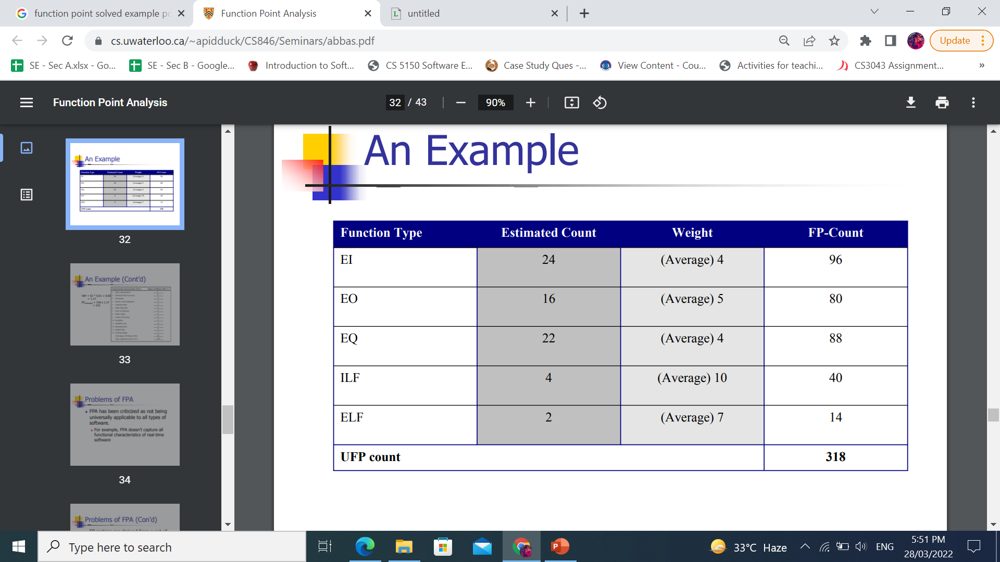 function point solved example po
Function Point Analysis
untitled
cs.uwaterloo.ca/~apidduck/CS846/Seminars/abbas.pdf
Update
SE - Sec A.xlsx - Go...
SE - Sec B - Google...
Introduction to Soft...
CS 5150 Software E...
Case Study Ques -...
View Content - Cou...
Activities for teachi...
CS3043 Assignment...
»
Function Point Analysis
32 / 43
90%
An Example
32
An Example (Cont'd)
33
Problems of FPA
FPA has been criticized as not being
universally applicable to all types of
software.
For example, FPA doesn't capture all
functional characteristics of real-time
software
34
Problems of FPA (Con'd)
An Example
Function Type Estimated Count Weight FP-Count
EI 24 (Average) 4 96
EO 16 (Average) 5 80
EQ 22 (Average) 4 88
ILF 4 (Average) 10 40
ELF 2 (Average) 7 14
UFP count 318
Type here to search
33°C Haze
ENG
5:51 PM
28/03/2022